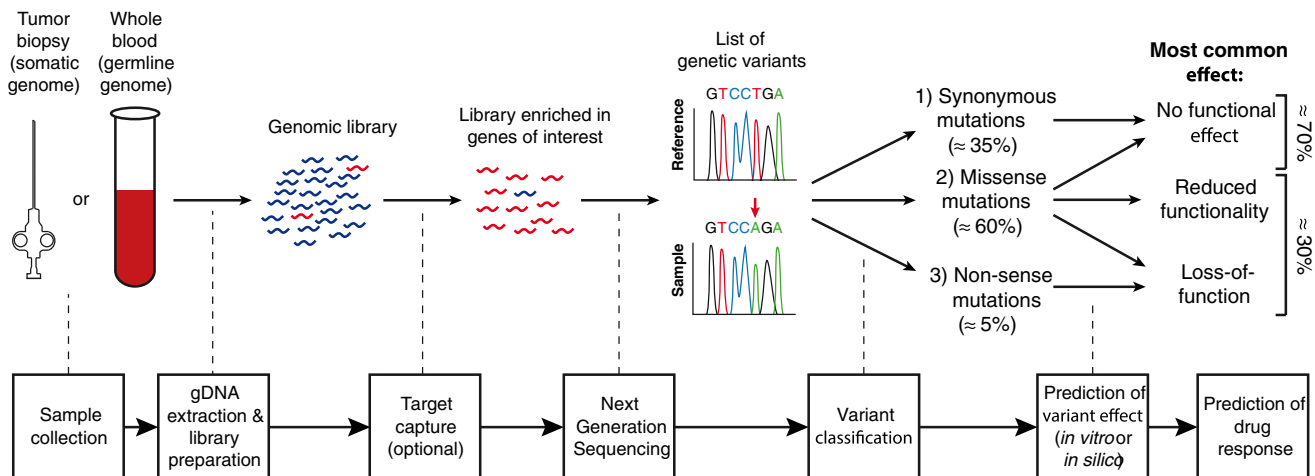 Tumor
biopsy
(somatic
genome)
or
Whole
blood
(germline
genome)
Genomic library
Library enriched in
genes of interest
List of
genetic variants
GTCCTGA
Reference
GTCCAGA
Sample
1) Synonymous
mutations
(≈ 35%)
2) Missense
mutations
(≈ 60%)
3) Non-sense
mutations
(≈ 5%)
Most common
effect:
No functional
effect
Reduced
functionality
Loss-of-
function
≈ 70%
≈ 30%
Sample
collection
gDNA
extraction &
library
preparation
Target
capture
(optional)
Next
Generation
Sequencing
Variant
classification
Prediction of
variant effect
(in vitro or
in silico)
Prediction of
drug
response